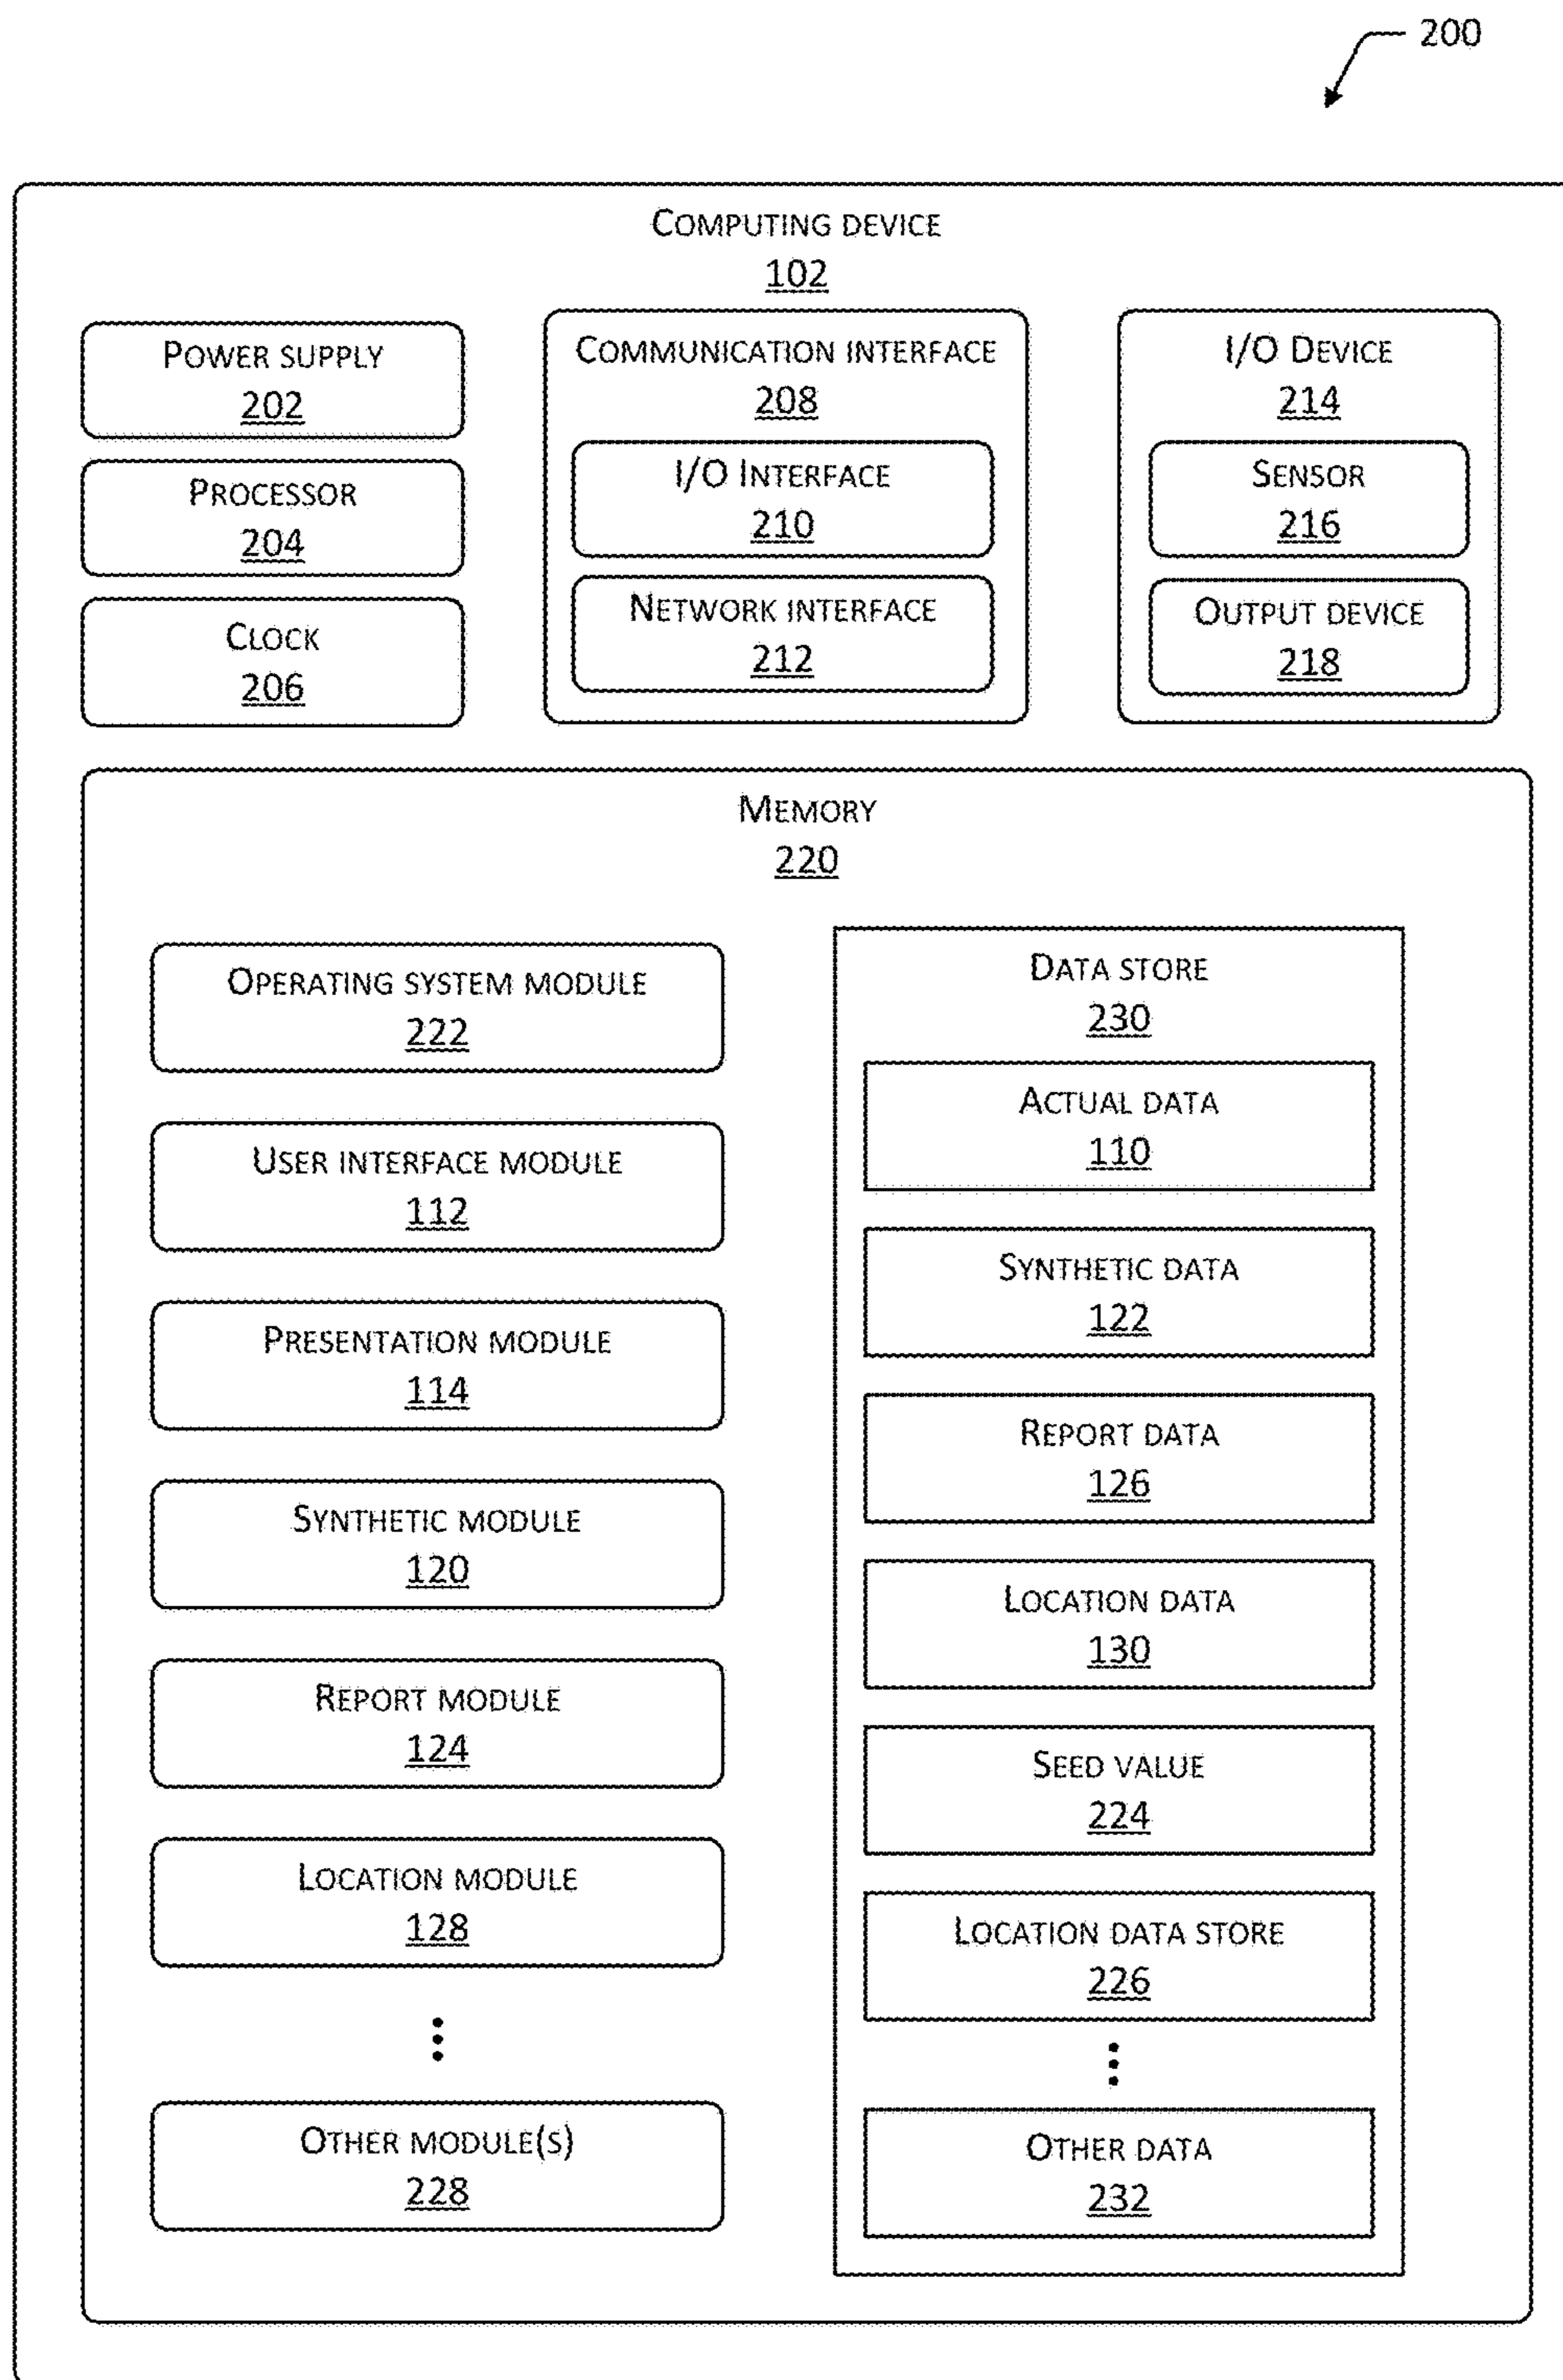 200
COMPUTING DEVICE
102
POWER SUPPLY
202
PROCESSOR
204
CLOCK
206
COMMUNICATION INTERFACE
208
I/O INTERFACE
210
NETWORK INTERFACE
212
I/O DEVICE
214
SENSOR
216
OUTPUT DEVICE
218
MEMORY
220
OPERATING SYSTEM MODULE
222
USER INTERFACE MODULE
112
PRESENTATION MODULE
114
SYNTHETIC MODULE
120
REPORT MODULE
124
LOCATION MODULE
128
OTHER MODULE(S)
228
DATA STORE
230
ACTUAL DATA
110
SYNTHETIC DATA
122
REPORT DATA
126
LOCATION DATA
130
SEED VALUE
224
LOCATION DATA STORE
226
OTHER DATA
232